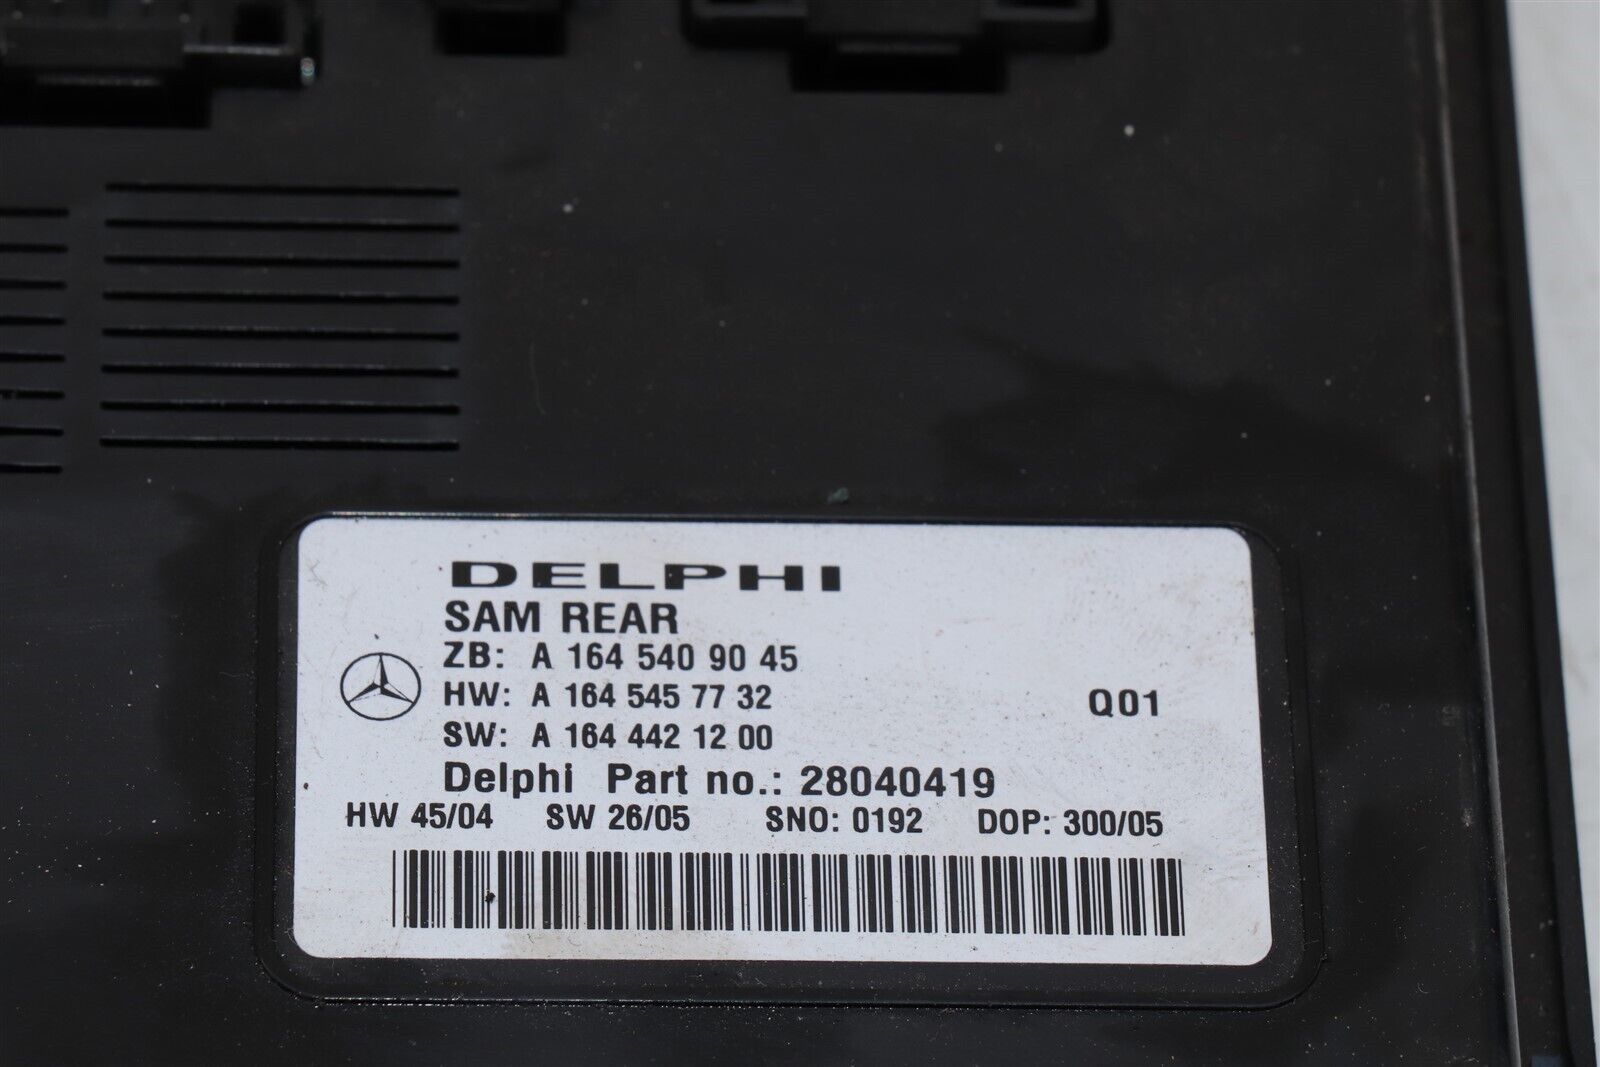 DELPHI
SAM REAR
ZB: A 164 540 90 45
HW: A 164 545 77 32 Q01
SW: A 164 442 12 00
Delphi Part no.: 28040419
HW 45/04 SW 26/05 SNO: 0192 DOP: 300/05